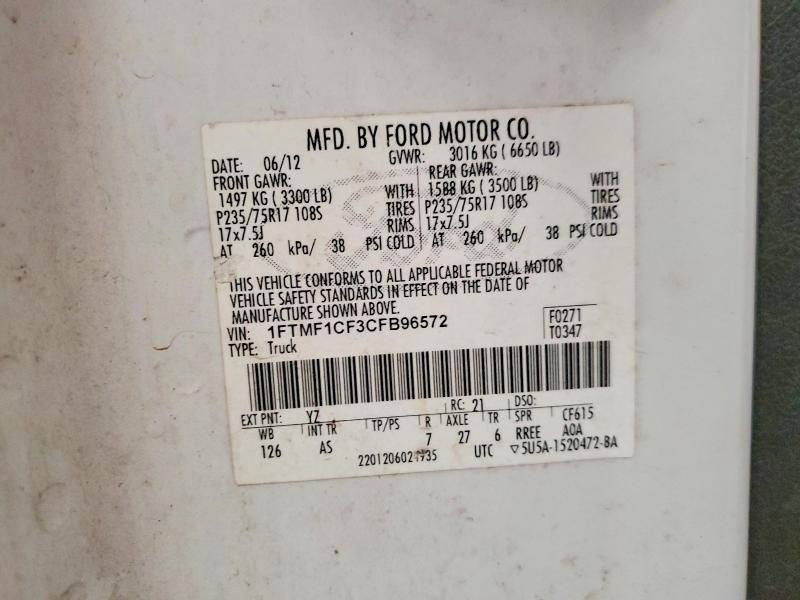 MFD. BY FORD MOTOR CO.
DATE: 06/12 GVWR: 3016 KG ( 6650 LB)
FRONT GAWR: REAR GAWR:
1497 KG ( 3300 LB) WITH 1588 KG ( 3500 LB) WITH
P235/75R17 108S TIRES P235/75R17 108S TIRES
17x7.5J RIMS 17x7.5J RIMS
AT 260 kPa/ 38 PSI COLD AT 260 kPa/ 38 PSI COLD
Ford
THIS VEHICLE CONFORMS TO ALL APPLICABLE FEDERAL MOTOR
VEHICLE SAFETY STANDARDS IN EFFECT ON THE DATE OF
MANUFACTURE SHOWN ABOVE.
VIN: 1FTMF1CF3CFB96572 F0271
TYPE: Truck T0347
EXT PNT: YZ RC: 21 DSO:
WB INT TR TP/PS R AXLE TR SPR CF615
126 AS 7 27 6 RREE AOA
UTC ▽5U5A-1520472-BA